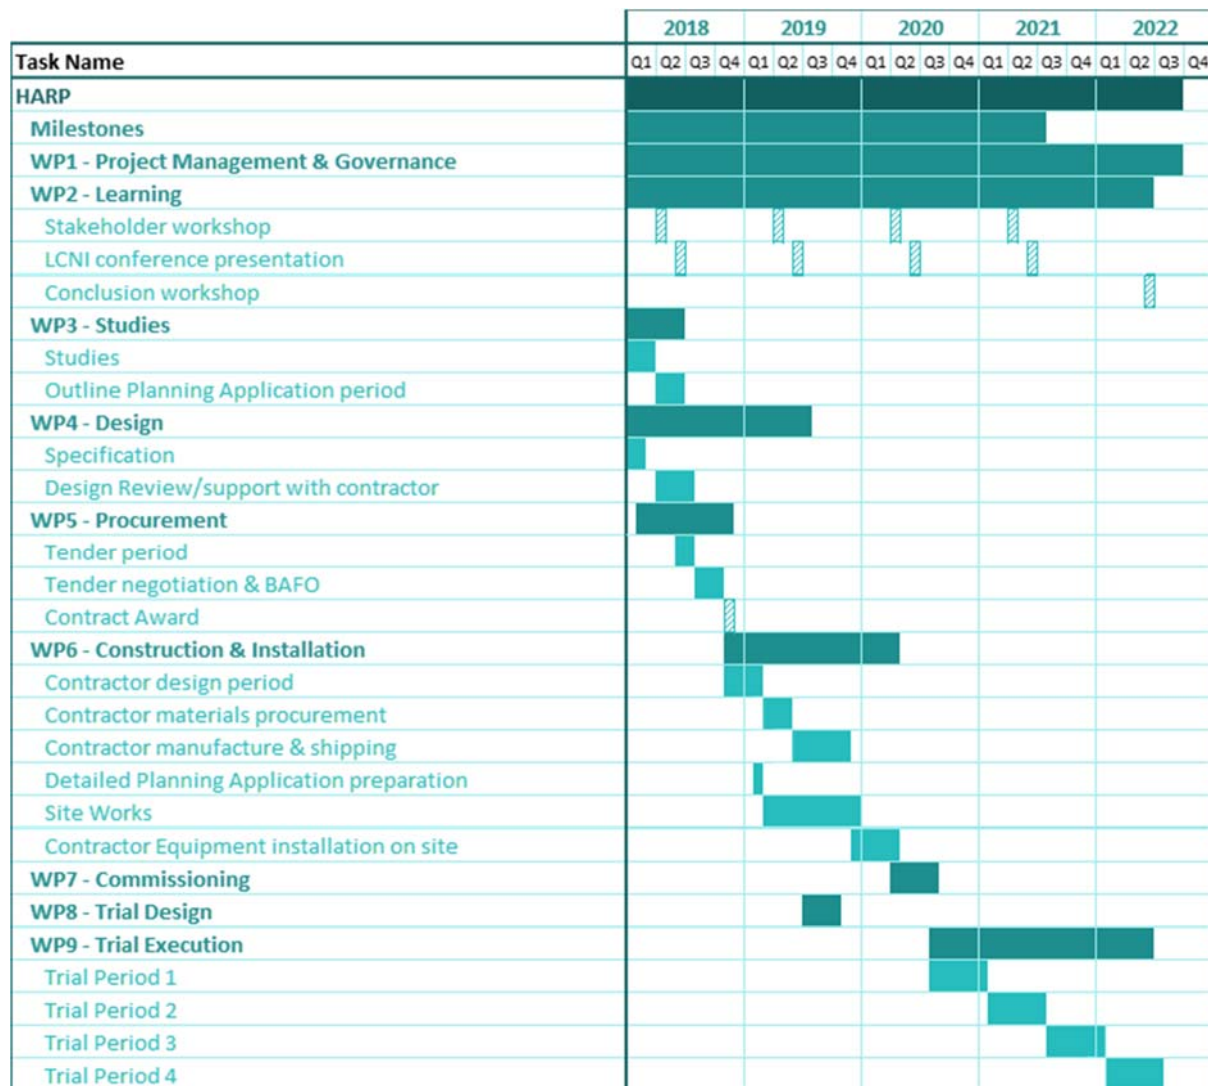 2018 2019 2020 2021 2022
Task Name Q1 Q2 Q3 Q4 Q1 Q2 Q3 Q4 Q1 Q2 Q3 Q4 Q1 Q2 Q3 Q4 Q1 Q2 Q3 Q4
HARP
Milestones
WP1 - Project Management & Governance
WP2 - Learning
Stakeholder workshop
LCNI conference presentation
Conclusion workshop
WP3 - Studies
Studies
Outline Planning Application period
WP4 - Design
Specification
Design Review/support with contractor
WP5 - Procurement
Tender period
Tender negotiation & BAFO
Contract Award
WP6 - Construction & Installation
Contractor design period
Contractor materials procurement
Contractor manufacture & shipping
Detailed Planning Application preparation
Site Works
Contractor Equipment installation on site
WP7 - Commissioning
WP8 - Trial Design
WP9 - Trial Execution
Trial Period 1
Trial Period 2
Trial Period 3
Trial Period 4